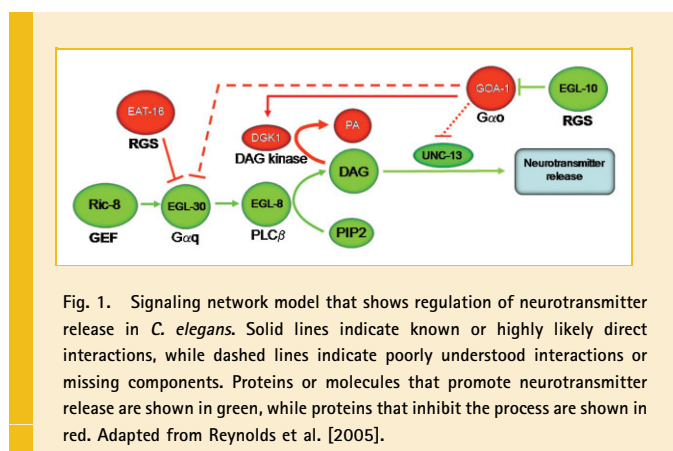 GOA-1
EGL-10
Gαo
RGS
EAT-16
RGS
DGK1
DAG kinase
PA
UNC-13
DAG
Neurotransmitter
release
Ric-8
GEF
EGL-30
Gαq
EGL-8
PLCβ
PIP2
Fig. 1. Signaling network model that shows regulation of neurotransmitter
release in C. elegans. Solid lines indicate known or highly likely direct
interactions, while dashed lines indicate poorly understood interactions or
missing components. Proteins or molecules that promote neurotransmitter
release are shown in green, while proteins that inhibit the process are shown in
red. Adapted from Reynolds et al. [2005].